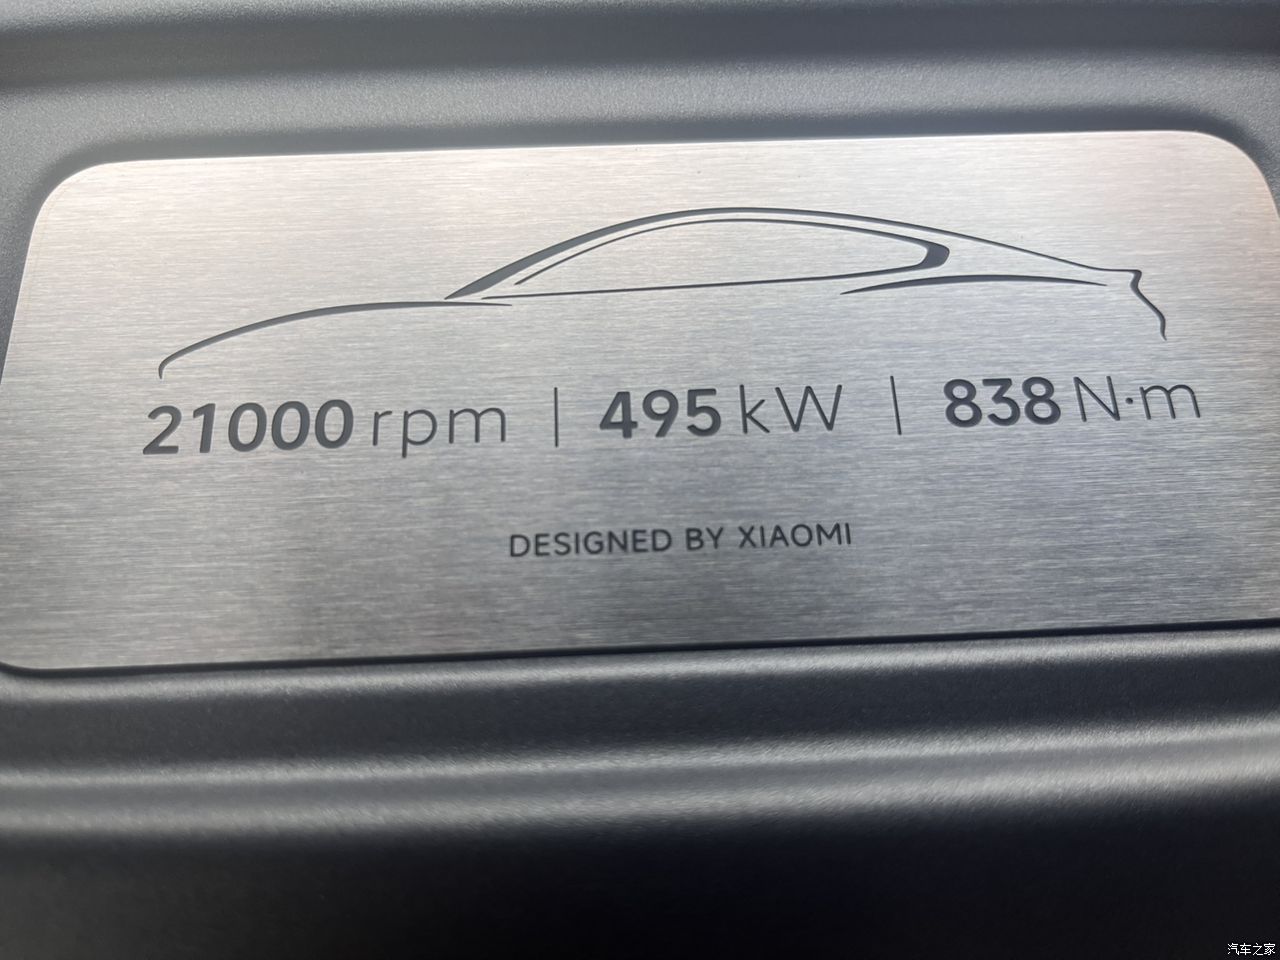 21000 rpm | 495 kW | 838 N·m
DESIGNED BY XIAOMI
汽车之家